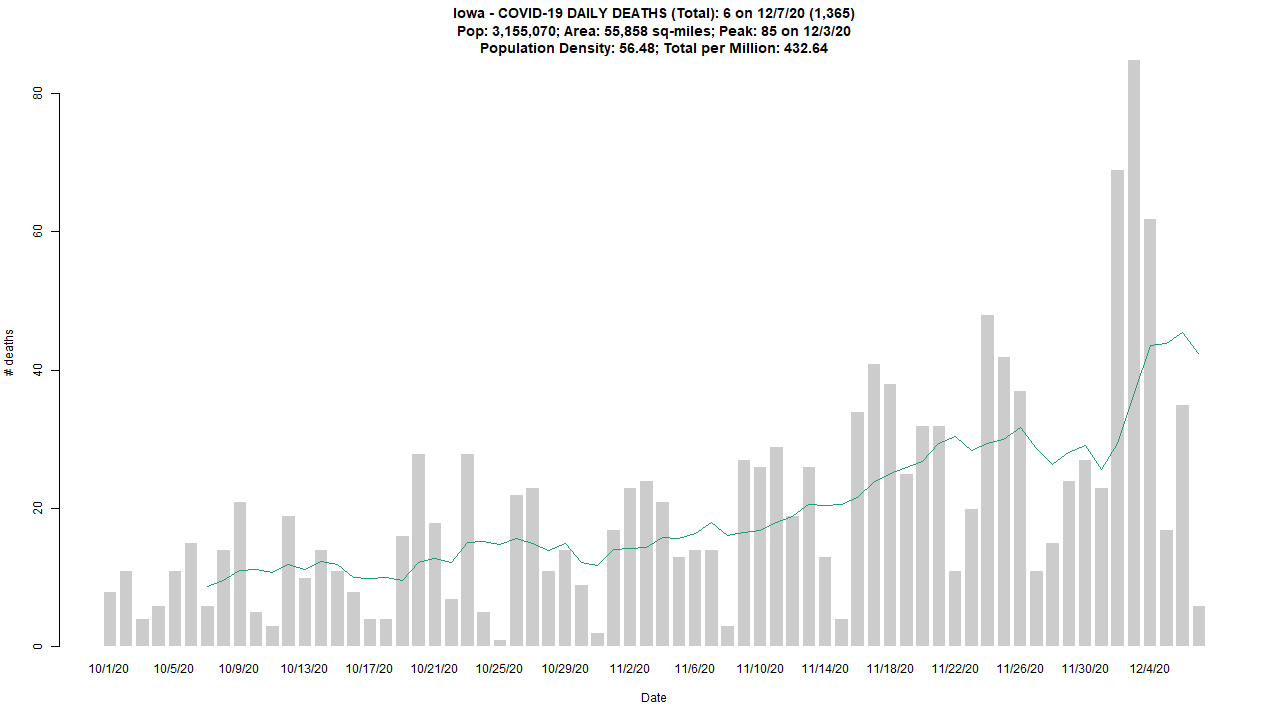 Iowa - COVID-19 DAILY DEATHS (Total): 6 on 12/7/20 (1,365)
Pop: 3,155,070; Area: 55,858 sq-miles; Peak: 85 on 12/3/20
Population Density: 56.48; Total per Million: 432.64
80
60
40
20
0
# deaths
10/1/20 10/5/20 10/9/20 10/13/20 10/17/20 10/21/20 10/25/20 10/29/20 11/2/20 11/6/20 11/10/20 11/14/20 11/18/20 11/22/20 11/26/20 11/30/20 12/4/20
Date